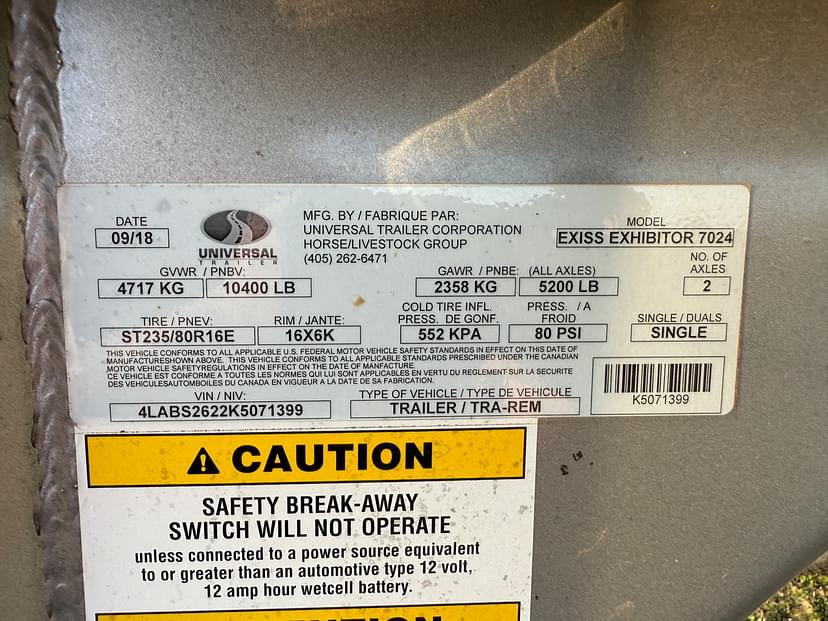 DATE
09/18
UNIVERSAL
TRAILER
MFG. BY / FABRIQUE PAR:
UNIVERSAL TRAILER CORPORATION
HORSE/LIVESTOCK GROUP
(405) 262-6471
MODEL
EXISS EXHIBITOR 7024
GVWR / PNBV:
4717 KG 10400 LB
GAWR / PNBE: (ALL AXLES)
2358 KG 5200 LB
NO. OF
AXLES
2
TIRE / PNEV:
ST235/80R16E
RIM / JANTE:
16X6K
COLD TIRE INFL.
PRESS. DE GONF.
552 KPA
PRESS. / A
FROID
80 PSI
SINGLE / DUALS
SINGLE
THIS VEHICLE CONFORMS TO ALL APPLICABLE U.S. FEDERAL MOTOR VEHICLE SAFETY STANDARDS IN EFFECT ON THIS DATE OF
MANUFACTURESHOWN ABOVE. THIS VEHICLE CONFORMS TO ALL APPLICABLE STANDARDS PRESCRIBED UNDER THE CANADIAN
MOTOR VEHICLE SAFETYREGULATIONS IN EFFECT ON THE DATE OF MANFACTURE.
CE VEHICULE EST CONFORME A TOUTES LES NORMES QUI LUI SONT APPLICABLES EN VERTU DU REGLEMENT SUR LA SECURITE
DES VEHICULESAUTOMBOILES DU CANADA EN VIGUEUR A LA DATE DE SA FABRICATION.
VIN / NIV:
4LABS2622K5071399
TYPE OF VEHICLE / TYPE DE VEHICULE
TRAILER / TRA-REM
K5071399
CAUTION
SAFETY BREAK-AWAY
SWITCH WILL NOT OPERATE
unless connected to a power source equivalent
to or greater than an automotive type 12 volt,
12 amp hour wetcell battery.